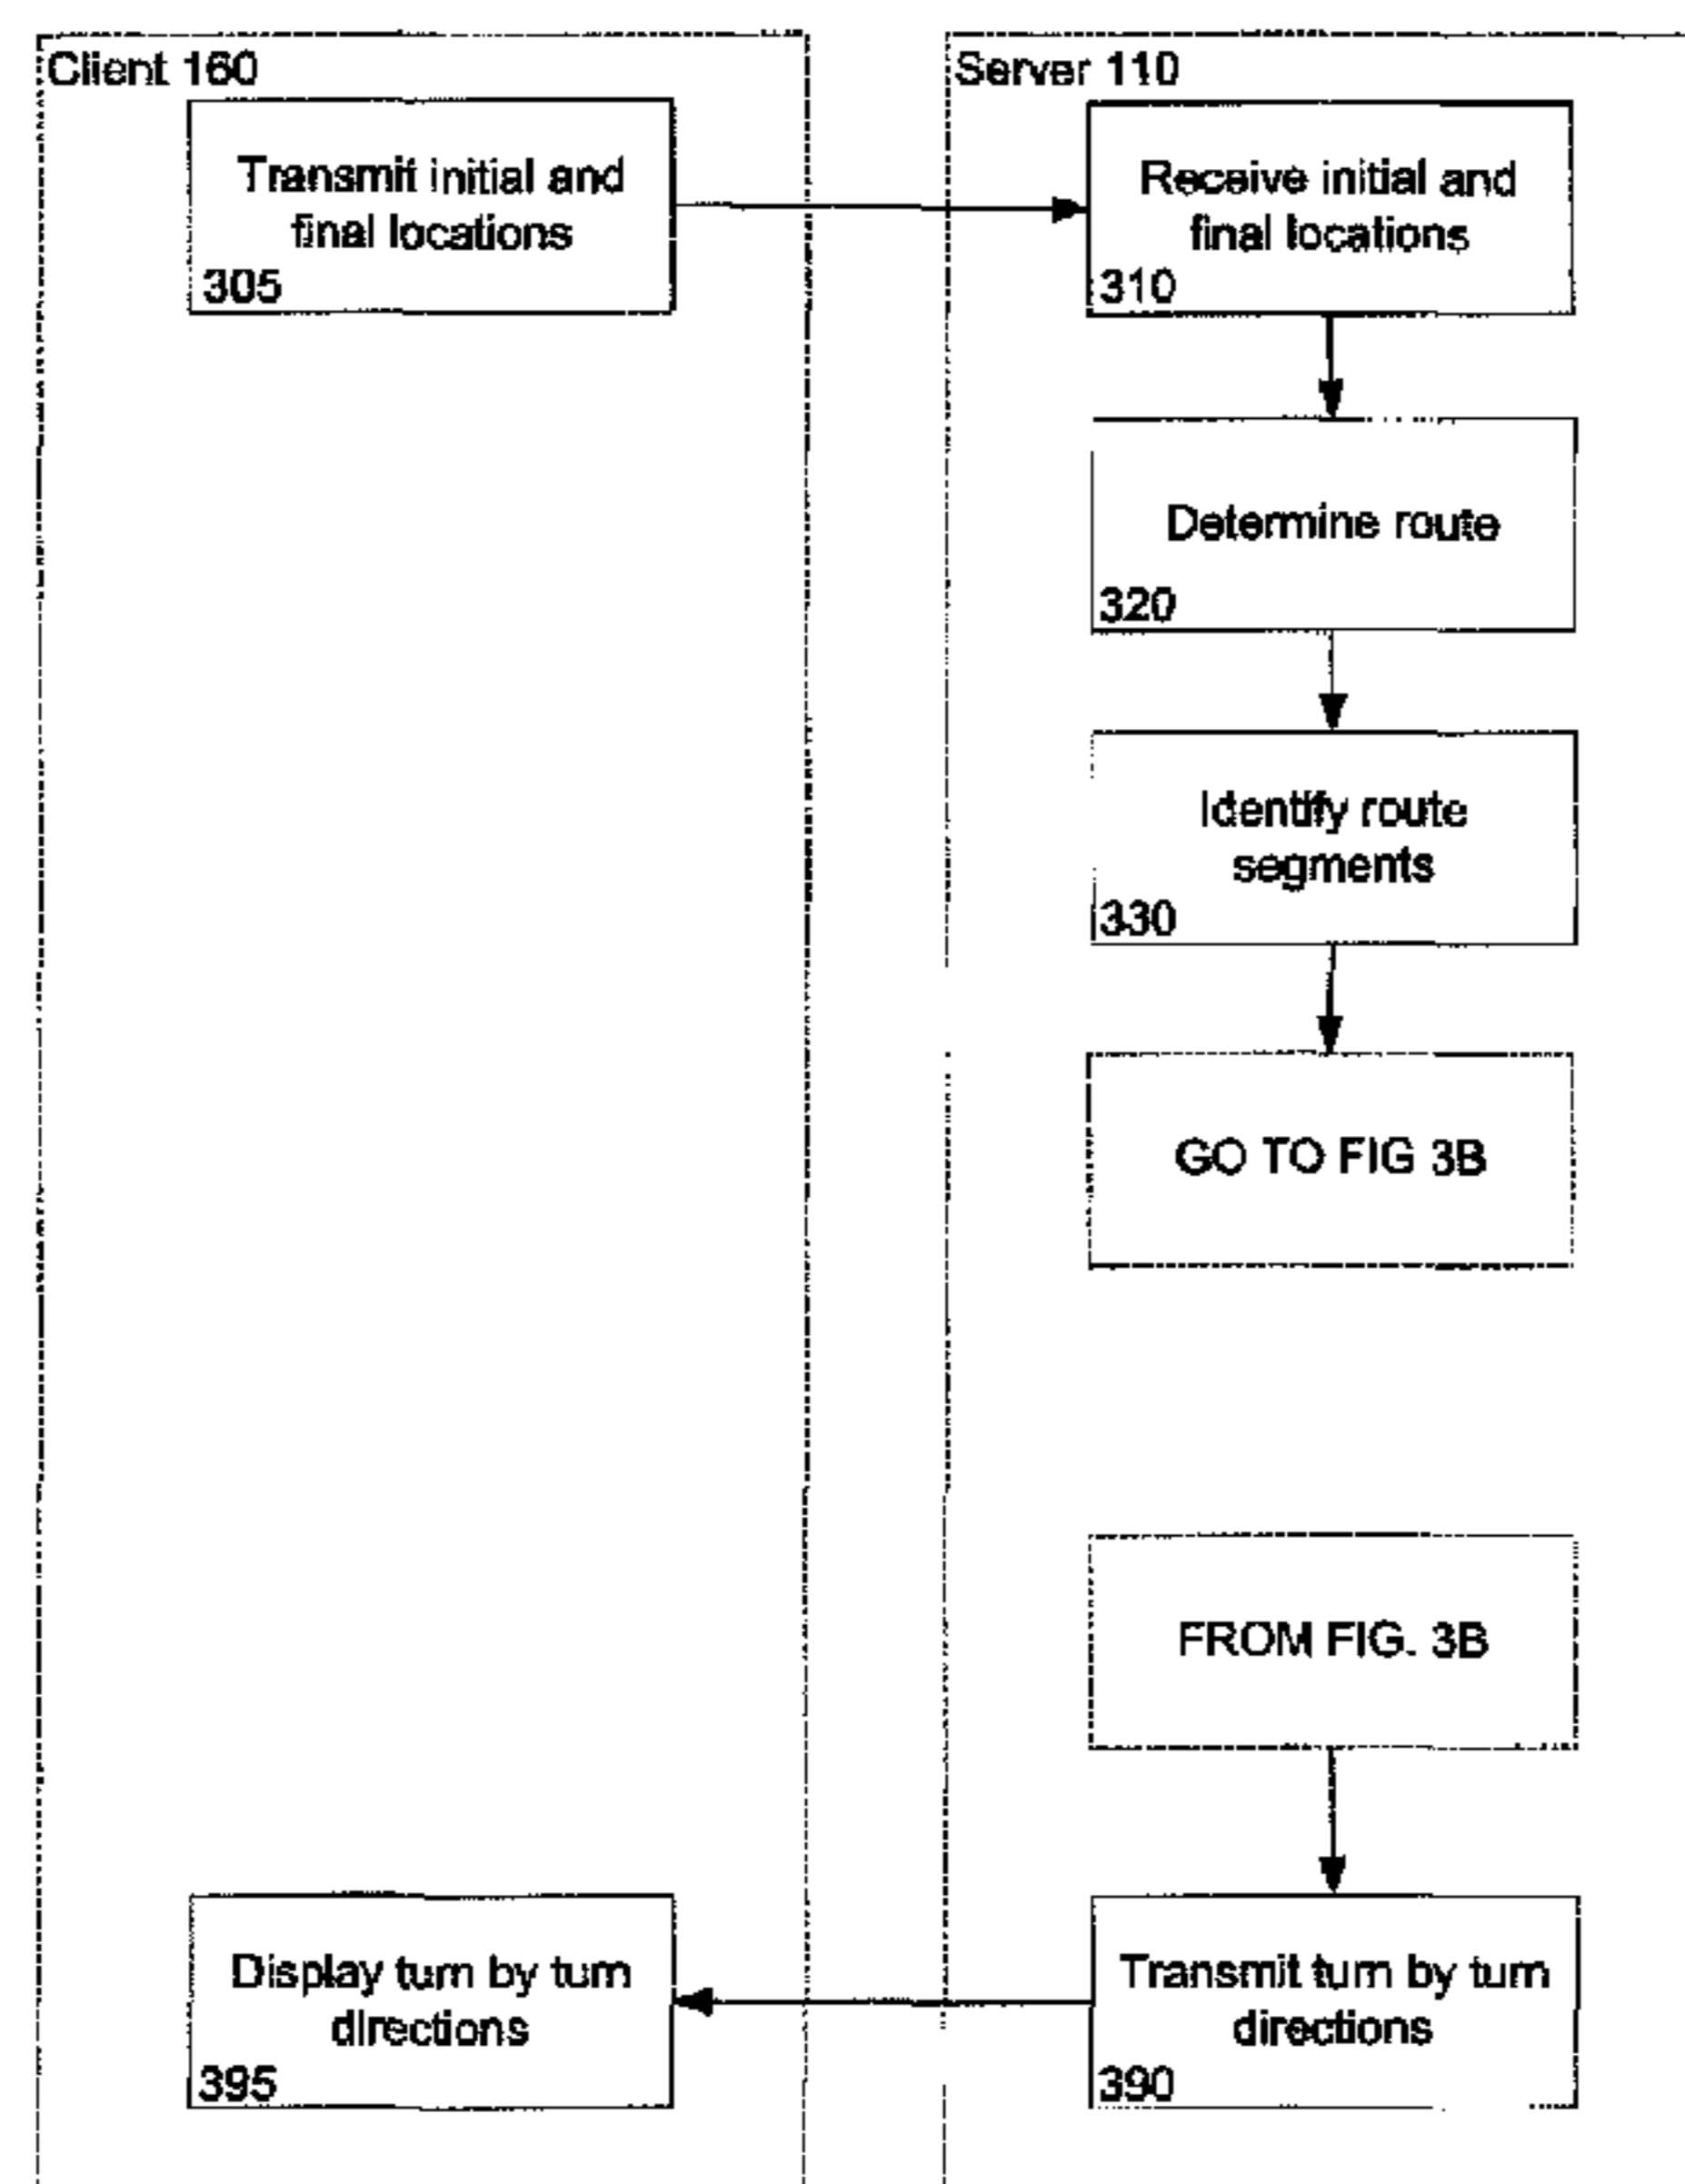 Client 160
Server 110
Transmit initial and
final locations
305
Receive initial and
final locations
310
Determine route
320
Identify route
segments
330
GO TO FIG 3B
FROM FIG. 3B
Display turn by turn
directions
395
Transmit turn by turn
directions
390